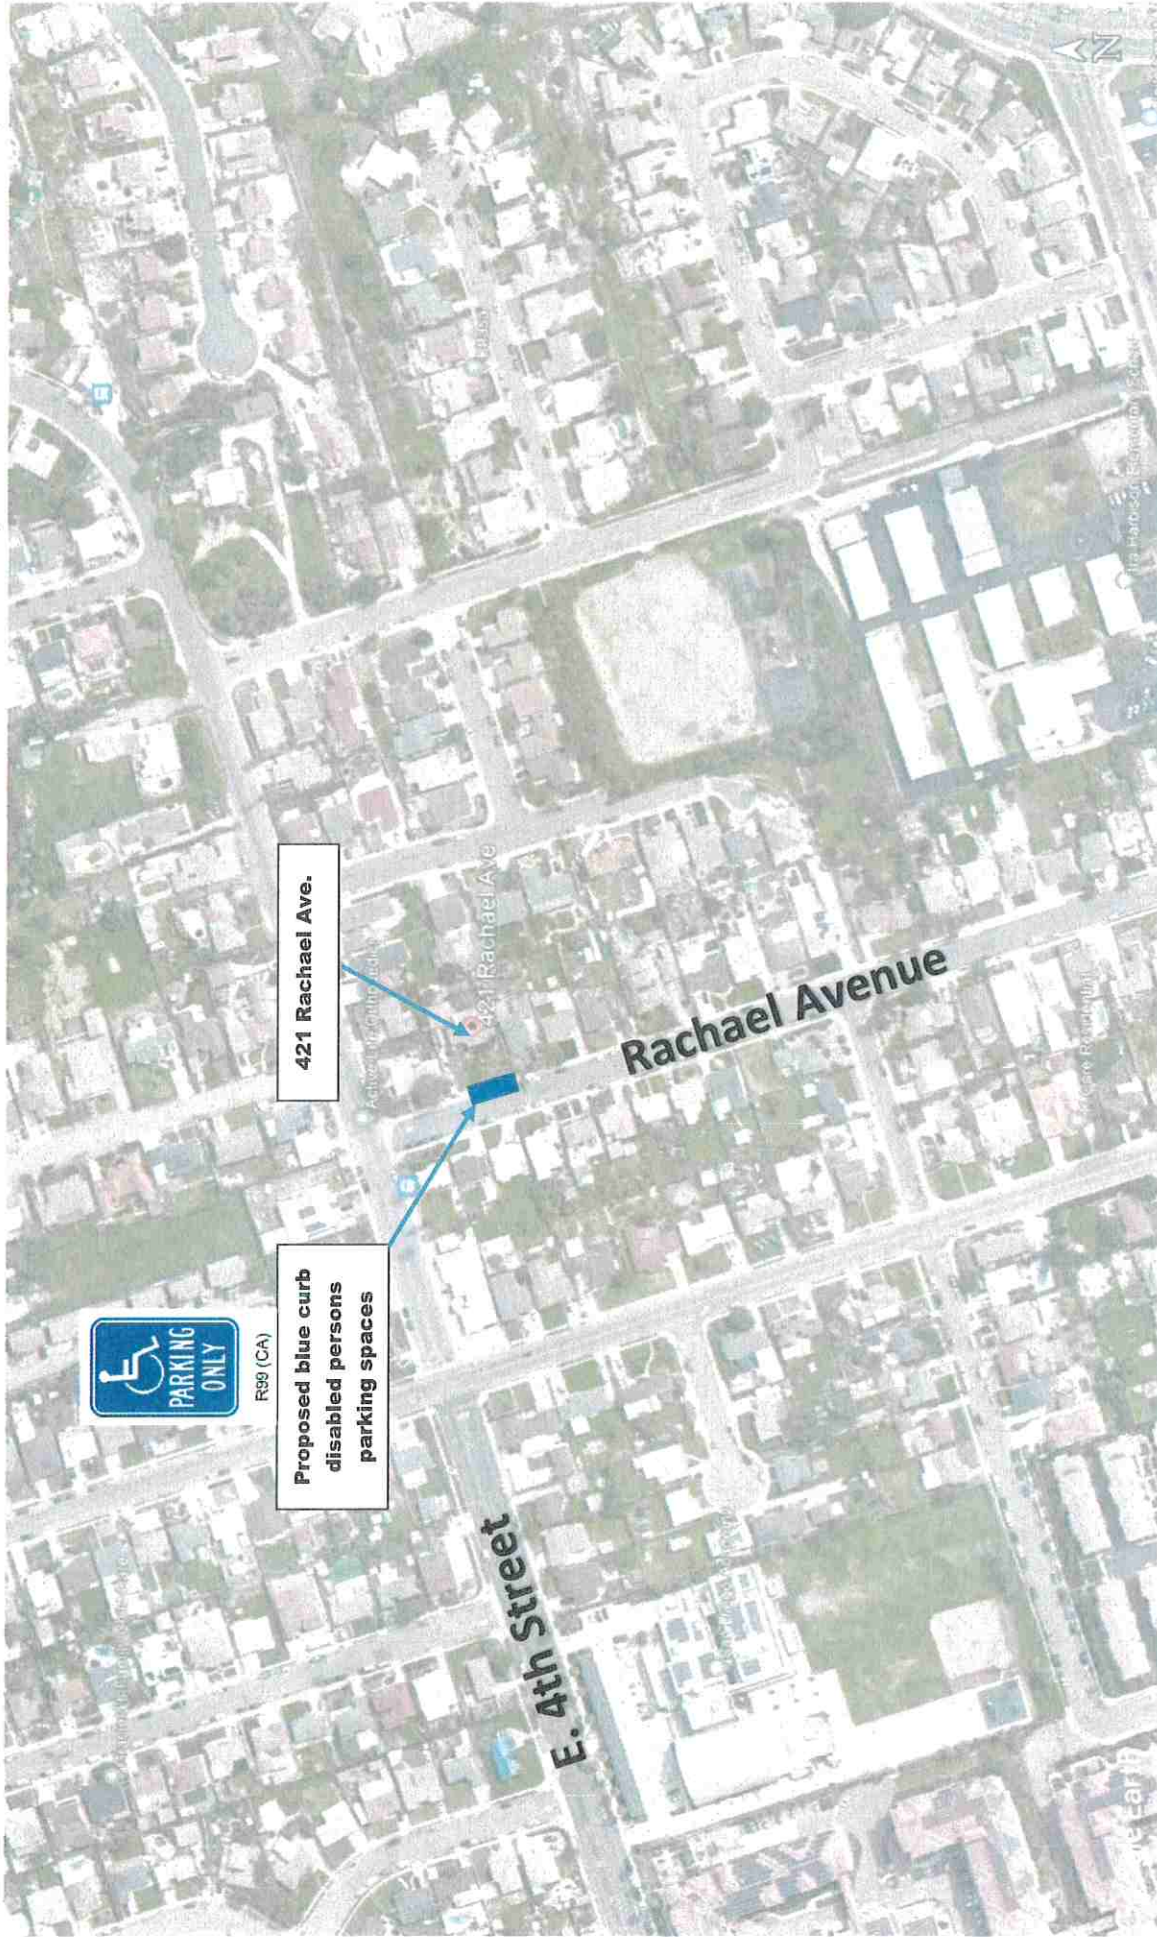 PARKING
ONLY
R99 (CA)
Proposed blue curb
disabled persons
parking spaces
421 Rachael Ave.
421 Rachael Ave
E. 4th Street
Rachael Avenue
N